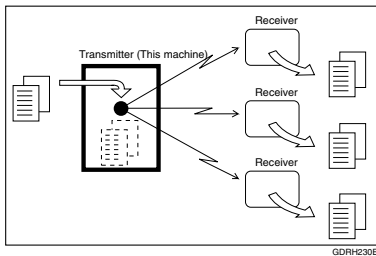 Receiver
Transmitter (This machine)
Receiver
Receiver
GDRH230E